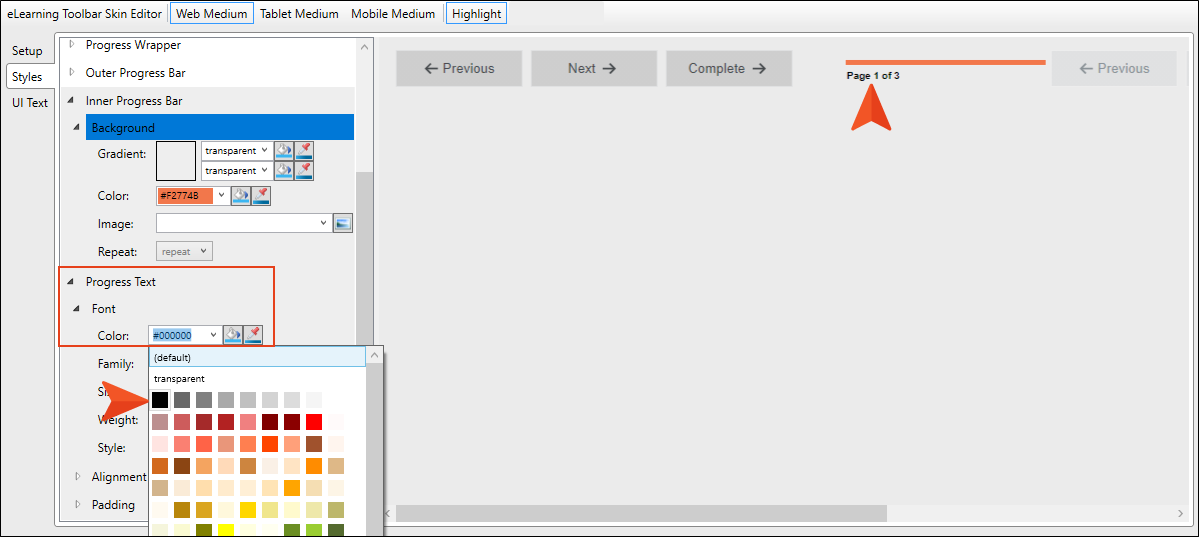 eLearning Toolbar Skin Editor Web Medium Tablet Medium Mobile Medium Highlight
Setup
Styles
UI Text
Progress Wrapper
Outer Progress Bar
Inner Progress Bar
Background
Gradient: transparent
transparent
Color: #F2774B
Image:
Repeat: repeat
Progress Text
Font
Color: #000000
(default)
transparent
Family:
Weight:
Style:
Alignment
Padding
Previous Next Complete Page 1 of 3 Previous